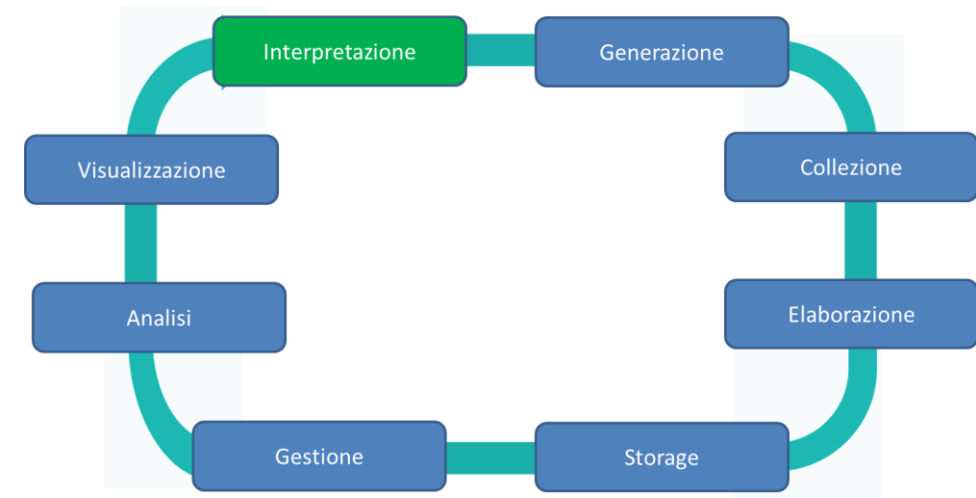 Interpretazione
Generazione
Visualizzazione
Collezione
Analisi
Elaborazione
Gestione
Storage